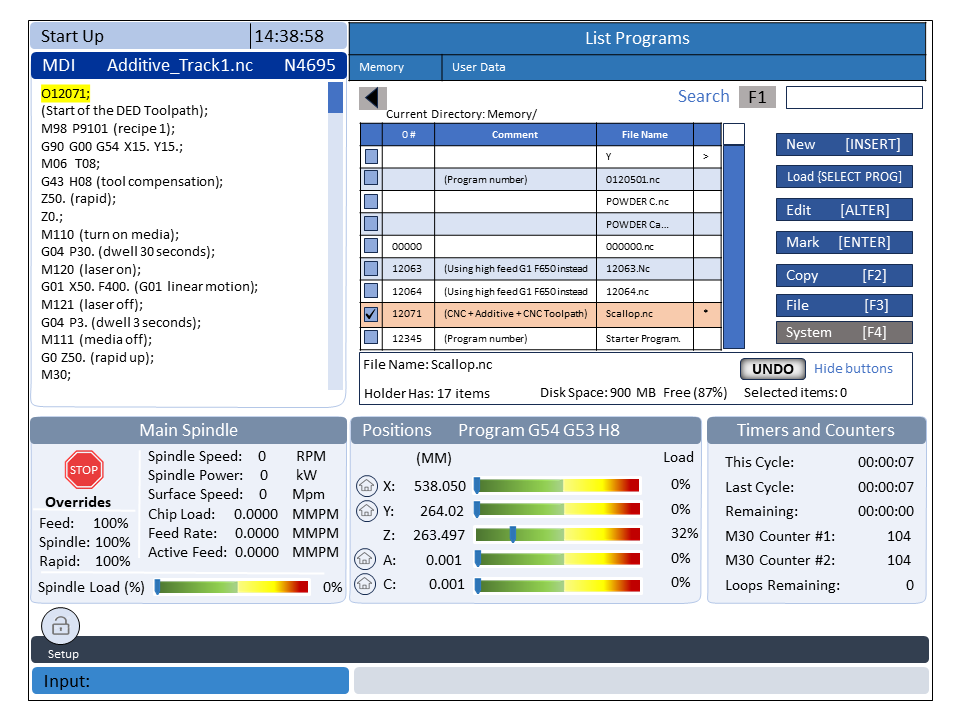 Start Up 14:38:58
MDI Additive_Track1.nc N4695
O12071;
(Start of the DED Toolpath);
M98 P9101 (recipe 1);
G90 G00 G54 X15. Y15.;
M06 T08;
G43 H08 (tool compensation);
Z50. (rapid);
Z0.;
M110 (turn on media);
G04 P30. (dwell 30 seconds);
M120 (laser on);
G01 X50. F400. (G01 linear motion);
M121 (laser off);
G04 P3. (dwell 3 seconds);
M111 (media off);
G0 Z50. (rapid up);
M30;
List Programs
Memory User Data
Search F1
Current Directory: Memory/
0 # Comment File Name
Y >
(Program number) 0120501.nc
POWDER C.nc
POWDER Ca...
00000 000000.nc
12063 (Using high feed G1 F650 instead 12063.Nc
12064 (Using high feed G1 F650 instead 12064.nc
12071 (CNC + Additive + CNC Toolpath) Scallop.nc *
12345 (Program number) Starter Program.
New [INSERT]
Load {SELECT PROG]
Edit [ALTER]
Mark [ENTER]
Copy [F2]
File [F3]
System [F4]
File Name: Scallop.nc UNDO Hide buttons
Holder Has: 17 items Disk Space: 900 MB Free (87%) Selected items: 0
Main Spindle
STOP
Overrides
Feed: 100%
Spindle: 100%
Rapid: 100%
Spindle Speed: 0 RPM
Spindle Power: 0 kW
Surface Speed: 0 Mpm
Chip Load: 0.0000 MMPM
Feed Rate: 0.0000 MMPM
Active Feed: 0.0000 MMPM
Spindle Load (%) 0%
Positions Program G54 G53 H8
(MM) Load
X: 538.050 0%
Y: 264.02 0%
Z: 263.497 32%
A: 0.001 0%
C: 0.001 0%
Timers and Counters
This Cycle: 00:00:07
Last Cycle: 00:00:07
Remaining: 00:00:00
M30 Counter #1: 104
M30 Counter #2: 104
Loops Remaining: 0
Setup
Input: